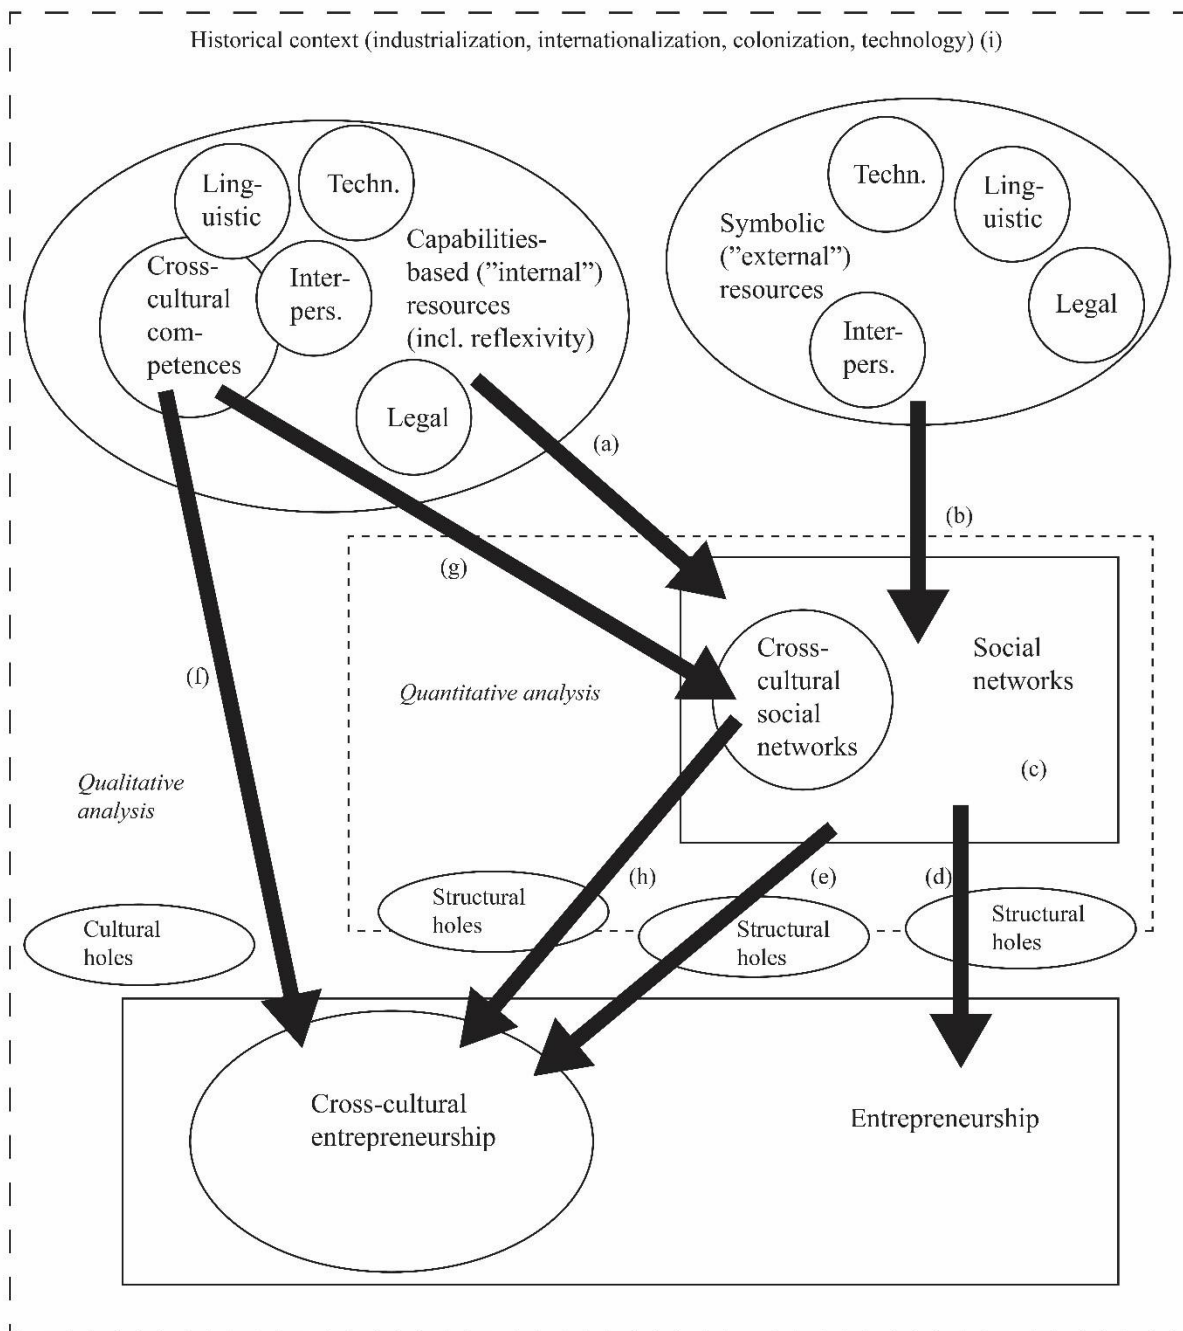 Historical context (industrialization, internationalization, colonization, technology) (i)
Ling-
uistic
Techn.
Cross-
cultural
com-
petences
Inter-
pers.
Capabilities-
based (”internal”)
resources
(incl. reflexivity)
Legal
Techn.
Ling-
uistic
Symbolic
(”external”)
resources
Legal
Inter-
pers.
(a)
(b)
(g)
(f)
Quantitative analysis
Cross-
cultural
social
networks
Social
networks
(c)
Qualitative
analysis
(h)
(e)
(d)
Cultural
holes
Structural
holes
Structural
holes
Structural
holes
Cross-cultural
entrepreneurship
Entrepreneurship